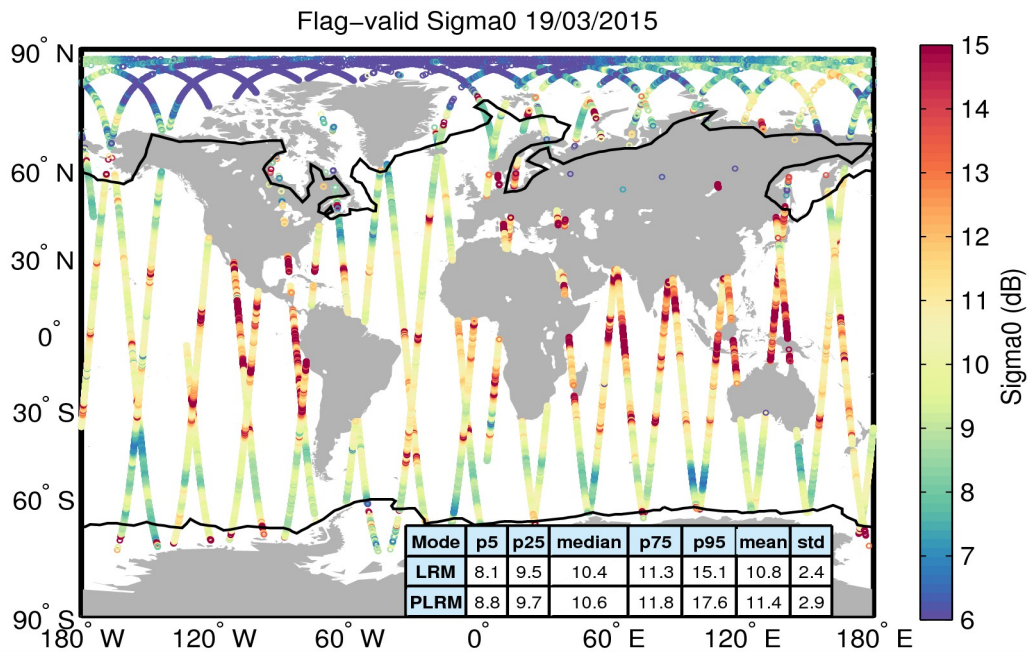 Flag−valid Sigma0 19/03/2015
90° N
60° N
30° N
0°
30° S
60° S
90° S
180° W
120° W
60° W
0°
60° E
120° E
180° E
Mode p5 p25 median p75 p95 mean std
LRM 8.1 9.5 10.4 11.3 15.1 10.8 2.4
PLRM 8.8 9.7 10.6 11.8 17.6 11.4 2.9
15
14
13
12
11
10
9
8
7
6
Sigma0 (dB)